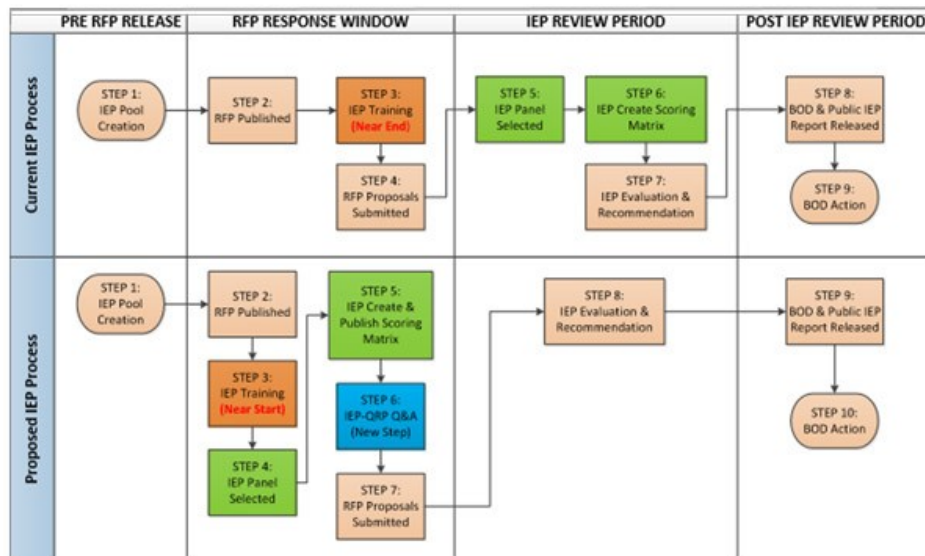 PRE RFP RELEASE
RFP RESPONSE WINDOW
IEP REVIEW PERIOD
POST IEP REVIEW PERIOD
Current IEP Process
STEP 1:
IEP Pool
Creation
STEP 2:
RFP Published
STEP 3:
IEP Training
(Near End)
STEP 4:
RFP Proposals
Submitted
STEP 5:
IEP Panel
Selected
STEP 6:
IEP Create Scoring
Matrix
STEP 7:
IEP Evaluation &
Recommendation
STEP 8:
BOD & Public IEP
Report Released
STEP 9:
BOD Action
Proposed IEP Process
STEP 1:
IEP Pool
Creation
STEP 2:
RFP Published
STEP 3:
IEP Training
(Near Start)
STEP 4:
IEP Panel
Selected
STEP 5:
IEP Create &
Publish Scoring
Matrix
STEP 6:
IEP-QRP Q&A
(New Step)
STEP 7:
RFP Proposals
Submitted
STEP 8:
IEP Evaluation &
Recommendation
STEP 9:
BOD & Public IEP
Report Released
STEP 10:
BOD Action